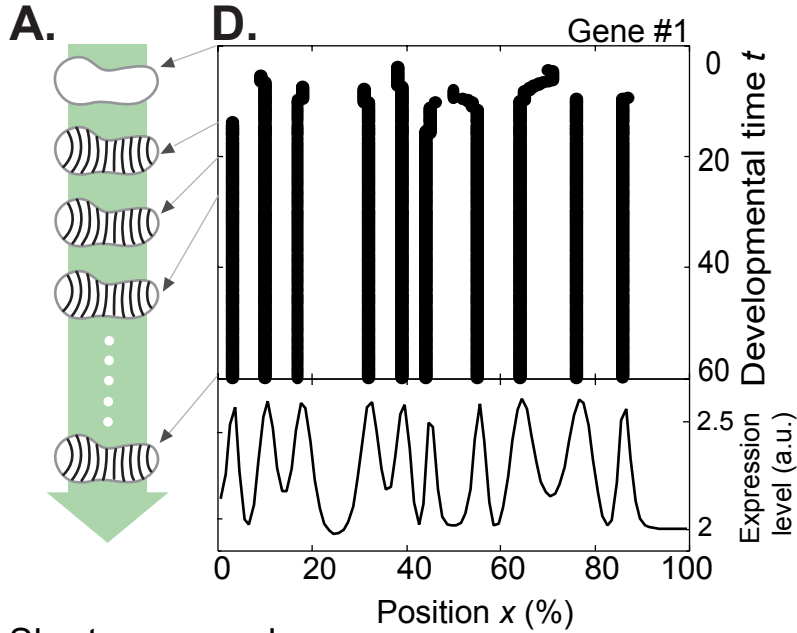 A.
D.
Gene #1
0
20
40
60
Developmental time t
2.5
2
Expression
level (a.u.)
0 20 40 60 80 100
Position x (%)